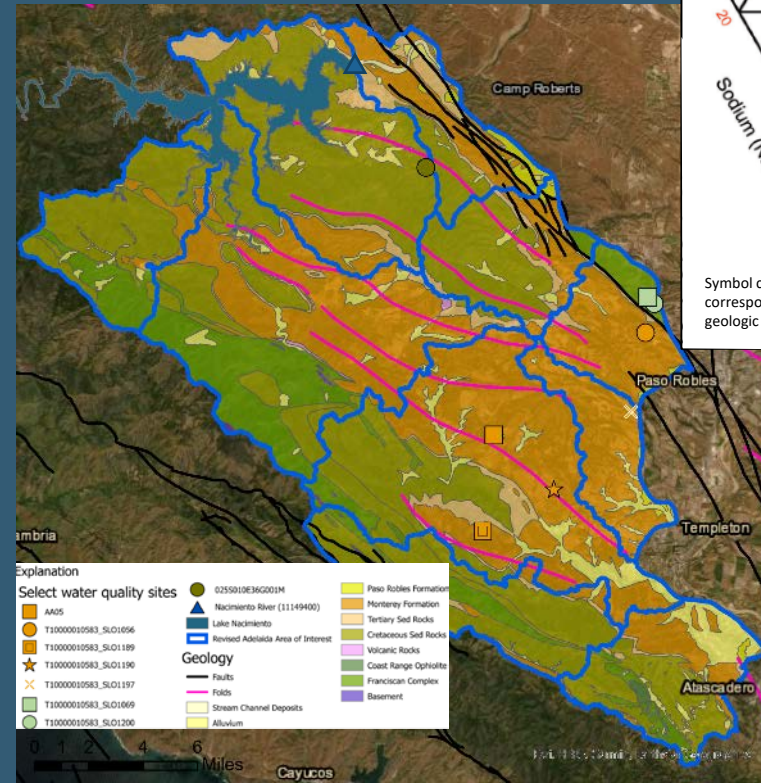 20
Sodium (N
Camp Roberts
Symbol c
correspo
geologic
Paso Robles
Templeton
ambria
Atascadero
Cayucos
Explanation
Select water quality sites
AA05
T10000010583_SLO1056
T10000010583_SLO1189
T10000010583_SLO1190
T10000010583_SLO1197
T10000010583_SLO1069
T10000010583_SLO1200
025S010E36G001M
Nacimiento River (11149400)
Lake Nacimiento
Revised Adelaida Area of Interest
Geology
Faults
Folds
Stream Channel Deposits
Alluvium
Paso Robles Formation
Monterey Formation
Tertiary Sed Rocks
Cretaceous Sed Rocks
Volcanic Rocks
Coast Range Ophiolite
Franciscan Complex
Basement
0 1 2 4 6
Miles